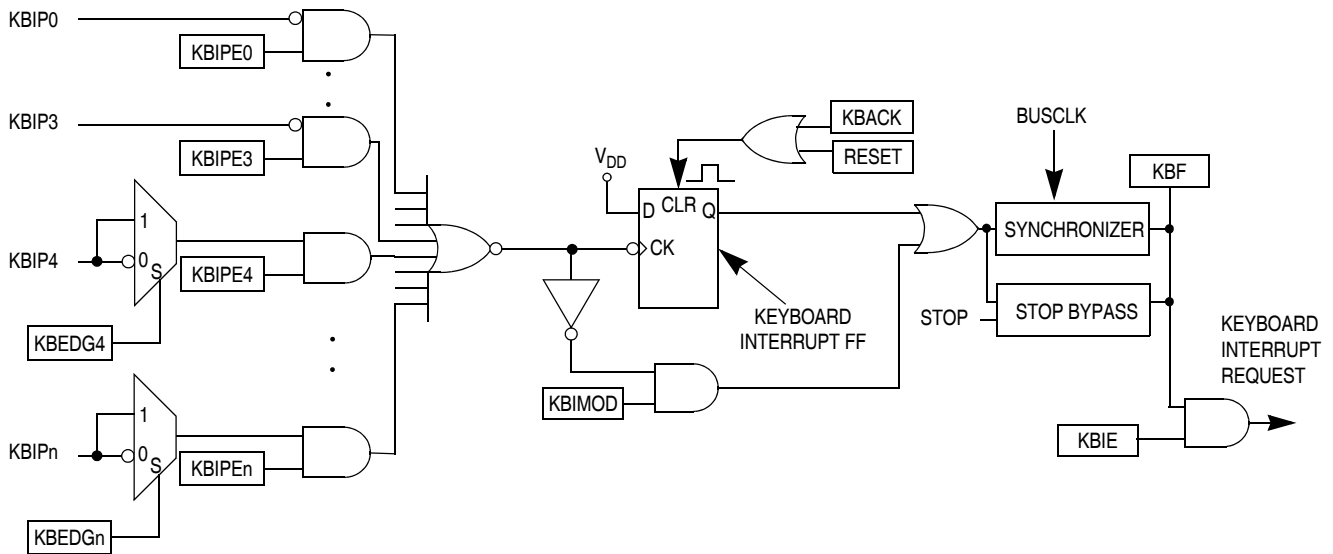 KBIP0
KBIPE0
KBIP3
KBIPE3
1
KBIP4
0
S
KBIPE4
KBEDG4
1
KBIPn
0
S
KBIPEn
KBEDGn
VDD
D CLR Q
CK
KBACK
RESET
KEYBOARD
INTERRUPT FF
KBIMOD
BUSCLK
SYNCHRONIZER
KBF
STOP
STOP BYPASS
KEYBOARD
INTERRUPT
REQUEST
KBIE